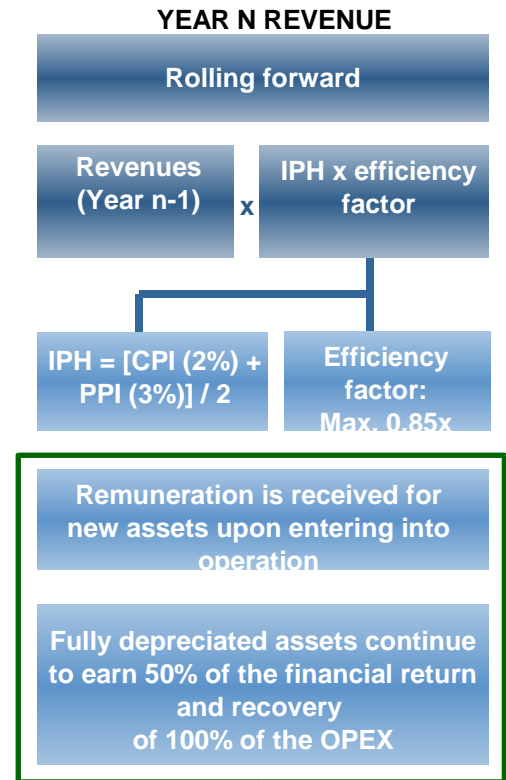 YEAR N REVENUE
Rolling forward
Revenues
(Year n-1)
x
IPH x efficiency
factor
IPH = [CPI (2%) +
PPI (3%)] / 2
Efficiency
factor:
Max. 0.85x
Remuneration is received for
new assets upon entering into
operation
Fully depreciated assets continue
to earn 50% of the financial return
and recovery
of 100% of the OPEX